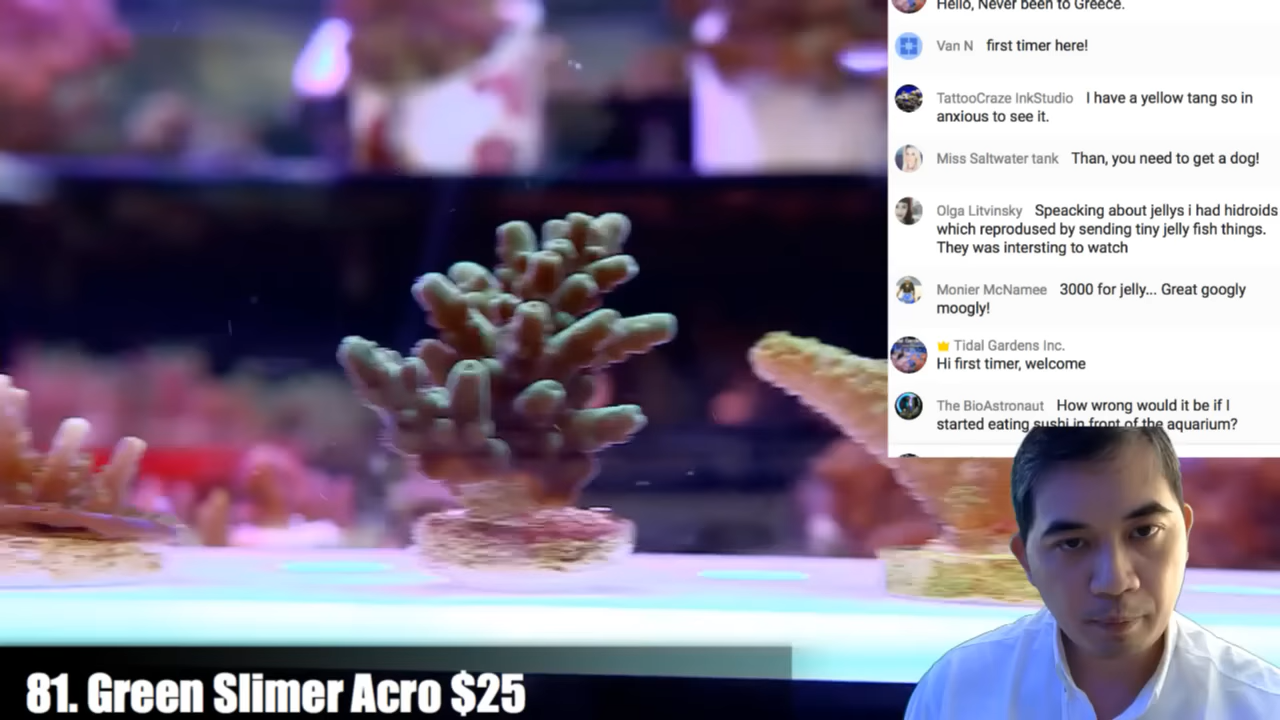 Hello, Never been to Greece.
Van N first timer here!
TattooCraze InkStudio I have a yellow tang so in
anxious to see it.
Miss Saltwater tank Than, you need to get a dog!
Olga Litvinsky Speacking about jellys i had hidroids
which reprodused by sending tiny jelly fish things.
They was intersting to watch
Monier McNamee 3000 for jelly... Great googly
moogly!
Tidal Gardens Inc.
Hi first timer, welcome
The BioAstronaut How wrong would it be if I
started eating sushi in front of the aquarium?
81. Green Slimer Acro $25